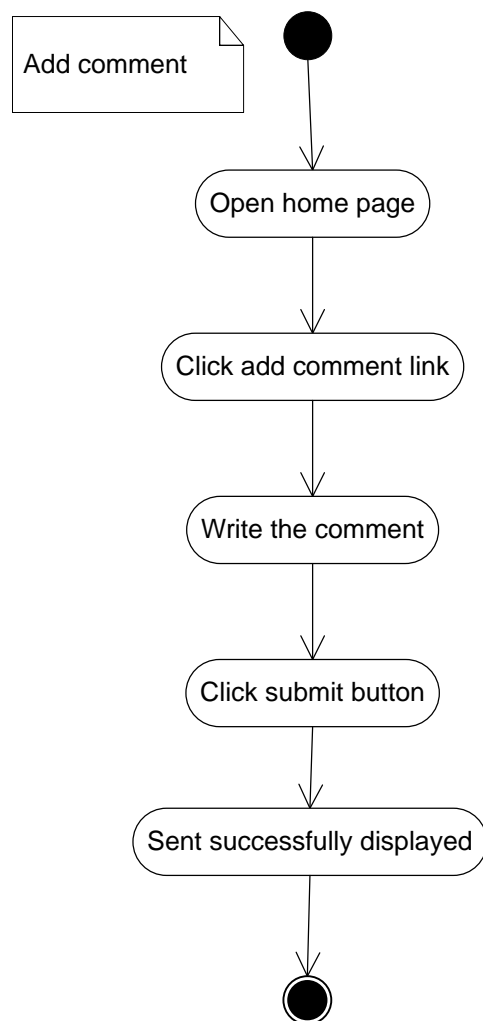 Add comment
Open home page
Click add comment link
Write the comment
Click submit button
Sent successfully displayed